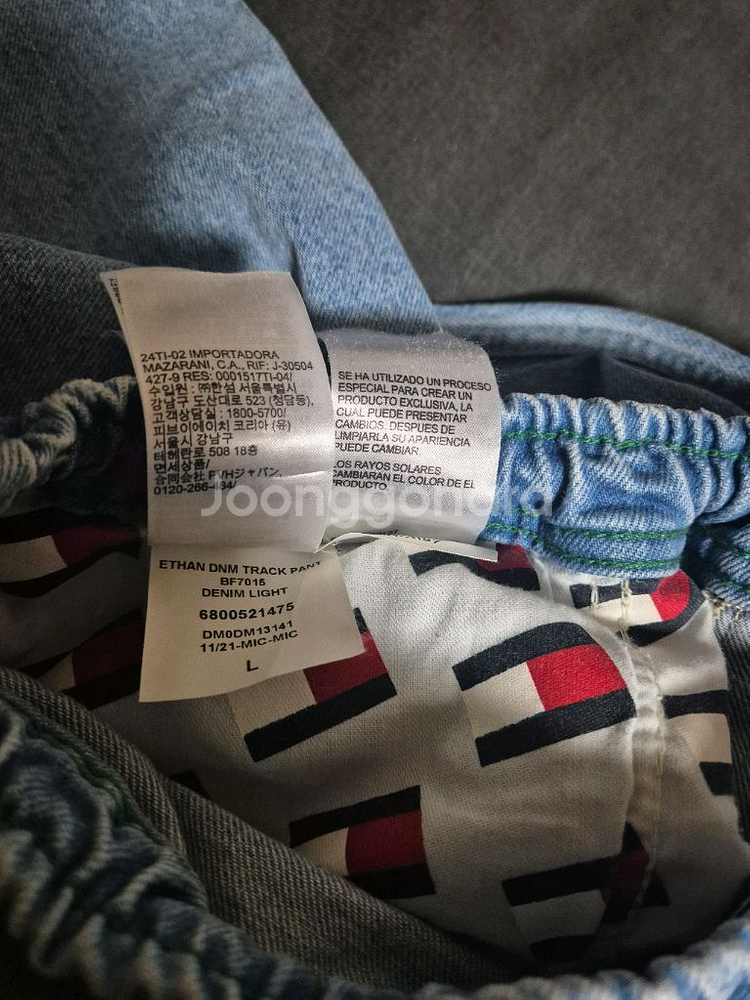 24TI-02 IMPORTADORA
MAZARANI, C.A., RIF: J-30504
427-9 RES: 0001517TI-04/
수입원 : ㈜한섬 서울특별시
강남구 도산대로 523 (청담동),
고객상담실 : 1800-5700/
피브이에이치 코리아 (유)
서울시 강남구
테헤란로 508 18층
면세상품/
合同会社 PVHジャパン,
0120-266-484/
SE HA UTILIZADO UN PROCESO
ESPECIAL PARA CREAR UN
PRODUCTO EXCLUSIVA, LA
CUAL PUEDE PRESENTAR
CAMBIOS. DESPUES DE
LIMPIARLA SU APARIENCIA
PUEDE CAMBIAR.
LOS RAYOS SOLARES
CAMBIARAN EL COLOR DE EL
PRODUCTO.
Joonggonara
ETHAN DNM TRACK PANT
BF7015
DENIM LIGHT
6800521475
DM0DM13141
11/21-MIC-MIC
L